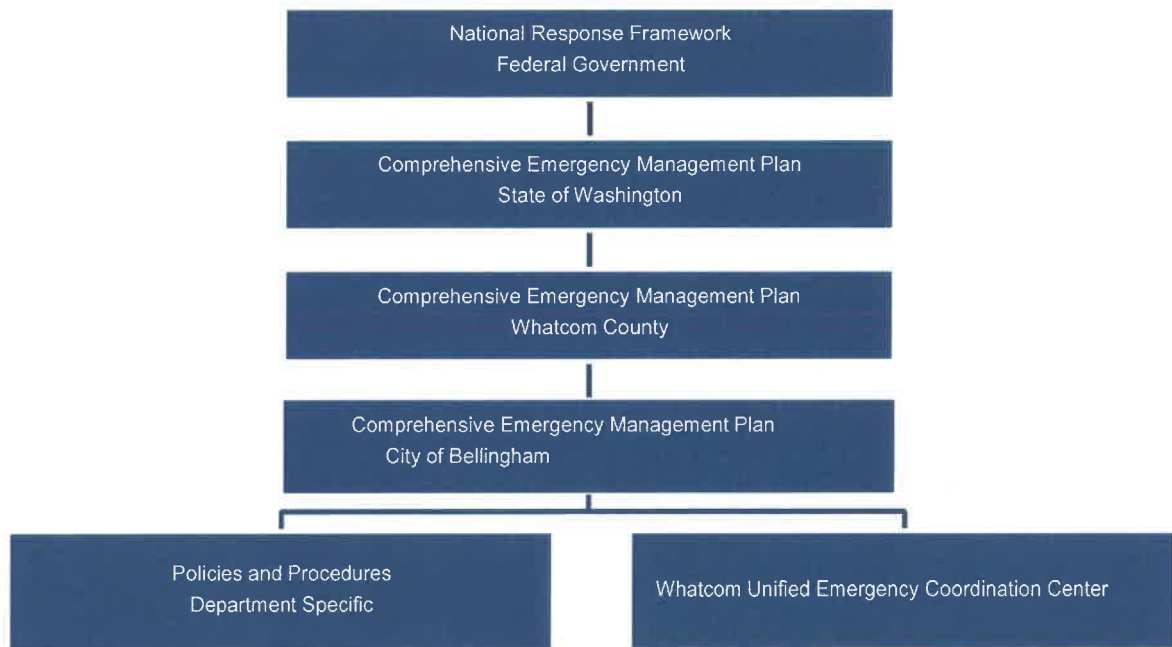 National Response Framework
Federal Government
Comprehensive Emergency Management Plan
State of Washington
Comprehensive Emergency Management Plan
Whatcom County
Comprehensive Emergency Management Plan
City of Bellingham
Policies and Procedures
Department Specific
Whatcom Unified Emergency Coordination Center